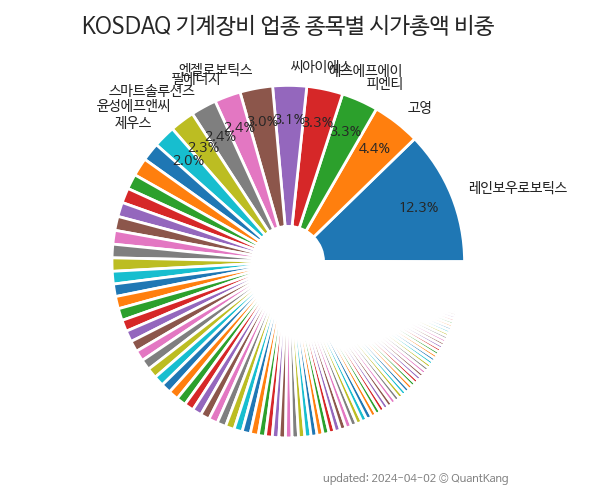 KOSDAQ 기계장비 업종 종목별 시가총액 비중
레인보우로보틱스
고영
피엔티
에스에프에이
씨아이에스
엔젤로보틱스
필에너지
스마트솔루션즈
윤성에프앤씨
제우스
12.3%
4.4%
3.3%
3.3%
3.1%
3.0%
2.4%
2.4%
2.3%
2.0%
updated: 2024-04-02 © QuantKang